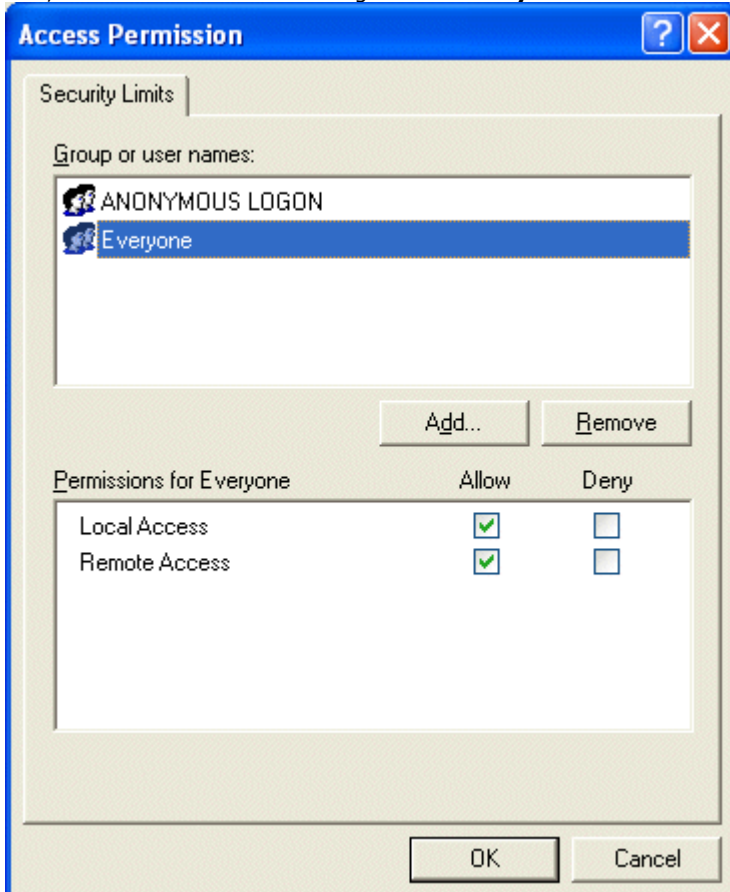 Access Permission
Security Limits
Group or user names:
ANONYMOUS LOGON
Everyone
Add...
Remove
Permissions for Everyone Allow Deny
Local Access
Remote Access
OK
Cancel